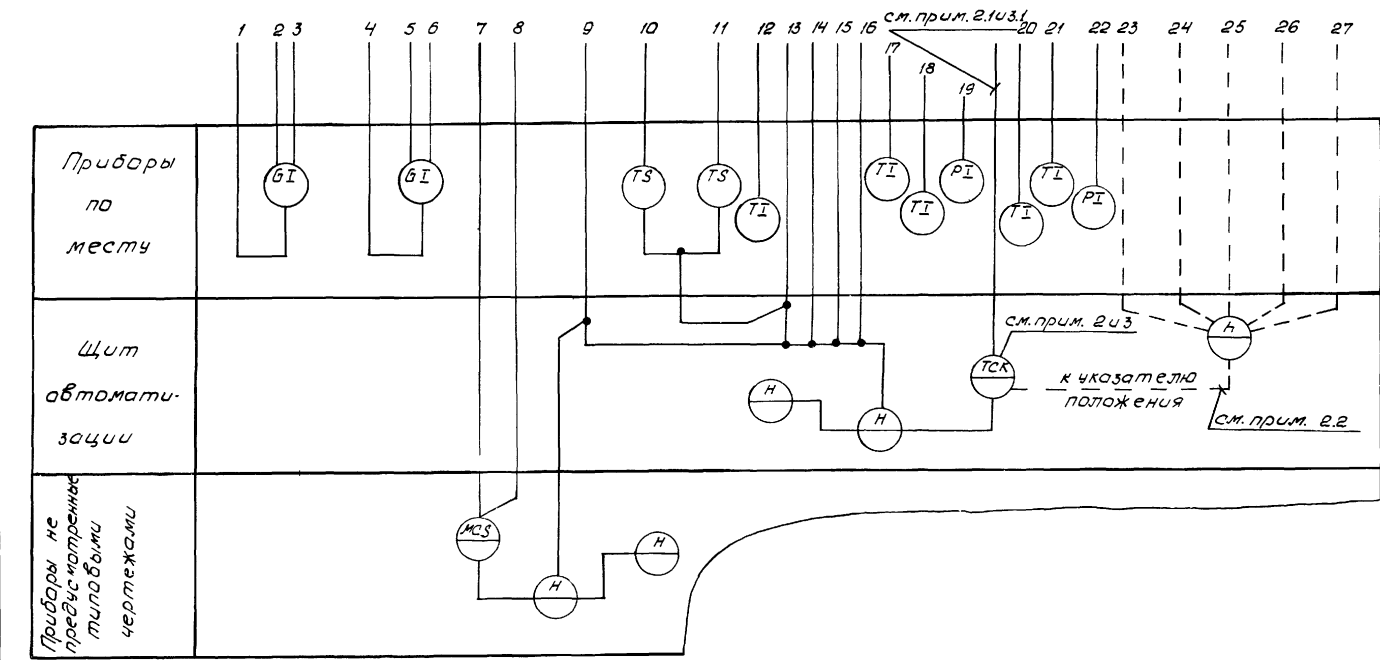 см. прим. 2.1 и 3.1
1 2 3 4 5 6 7 8 9 10 11 12 13 14 15 16 20 21 22 23 24 25 26 27
17
18
19
Приборы
по
месту
GI GI TS TS TI TI TI PI TI TI PI
Щит
автомати-
зации
см. прим. 2 и 3
H
TCK
к указателю
положения
H
H
см. прим. 2.2
Приборы не
предусмотренные
типовыми
чертежами
MCS
H
H